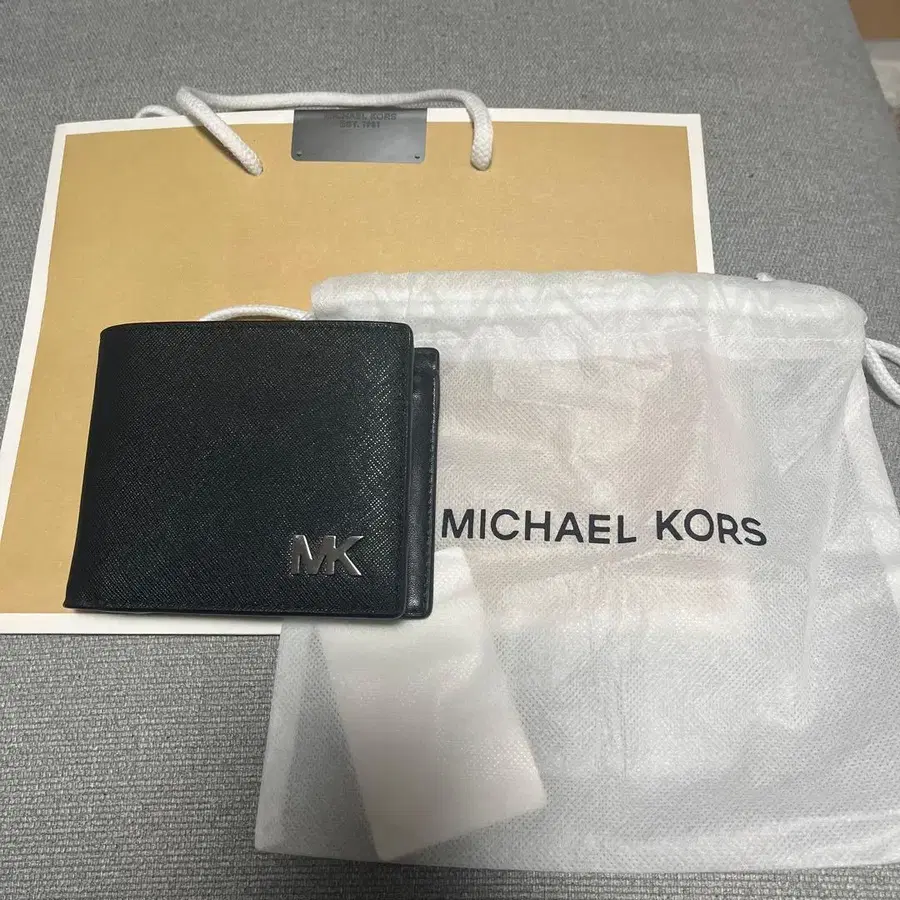 MICHAEL KORS
EST. 1981
MK
MICHAEL KORS